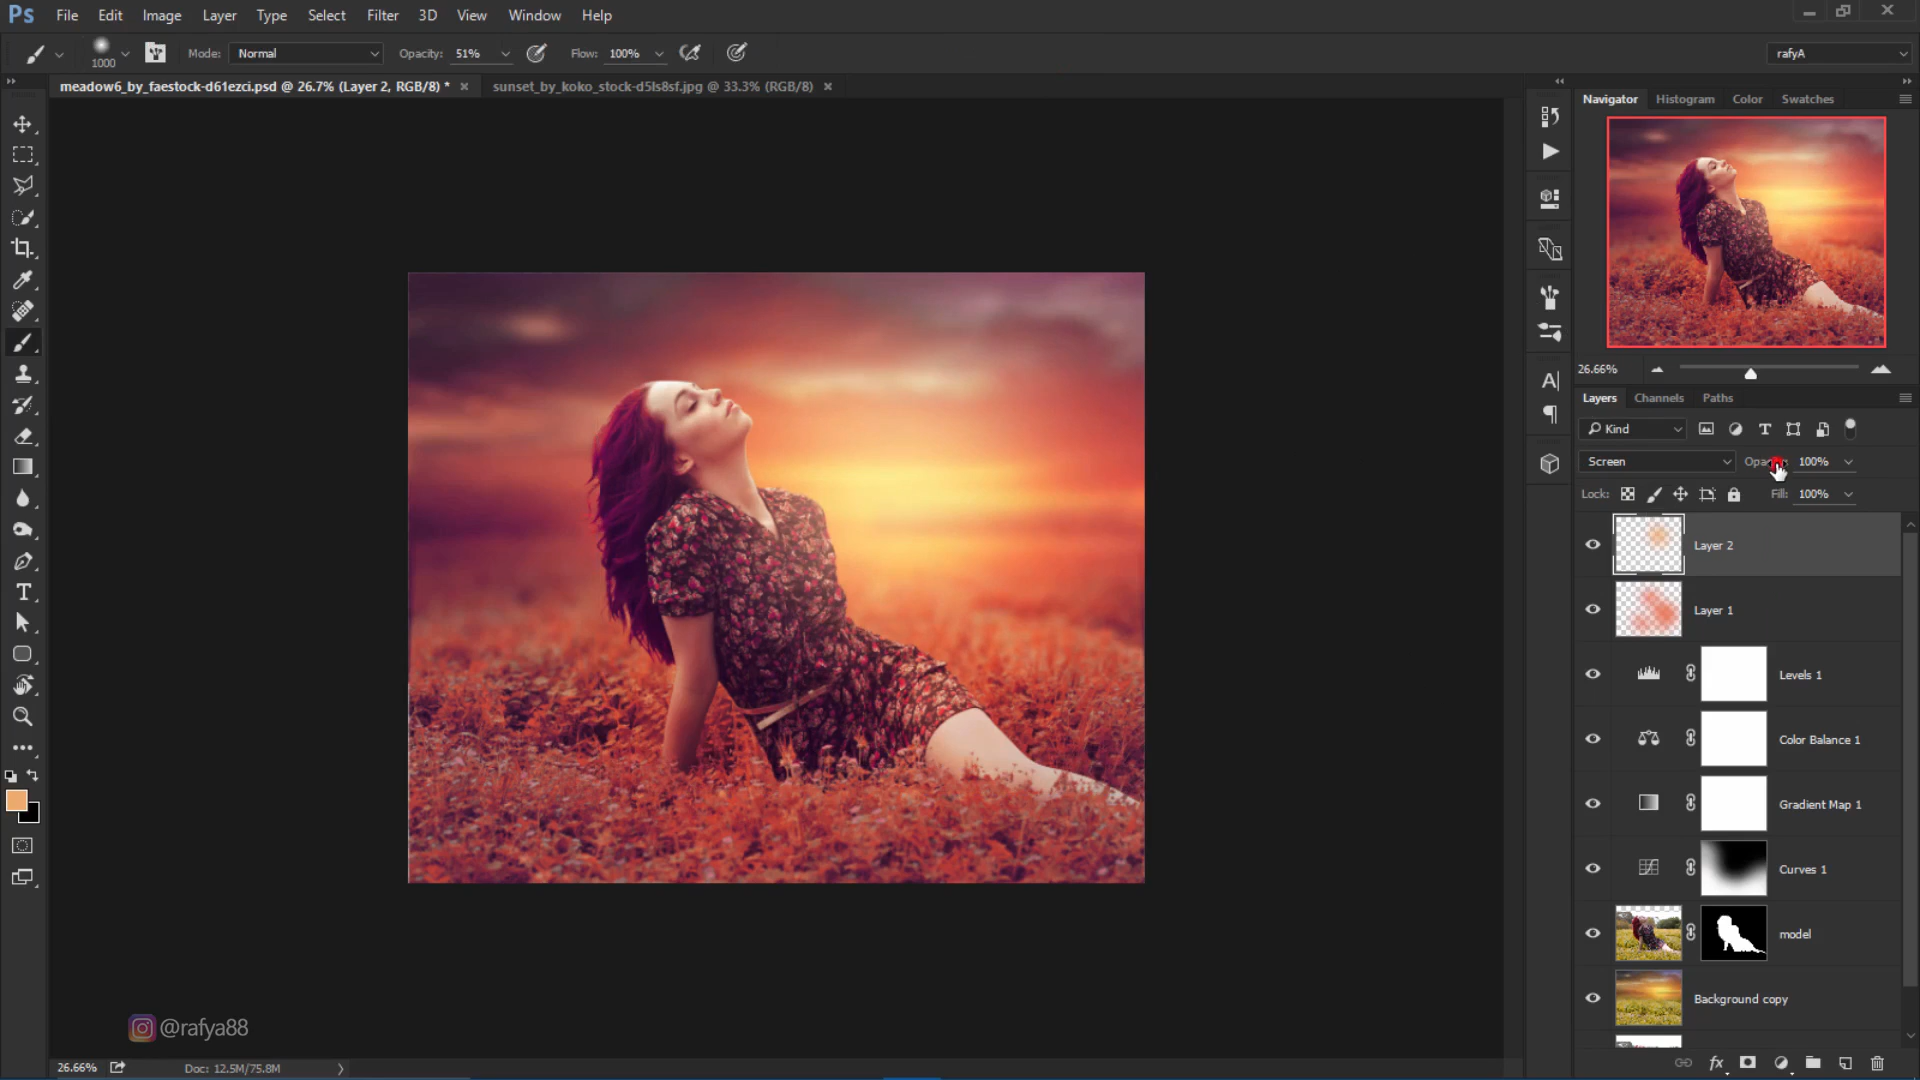 Ps File Edit Image Layer Type Select Filter 3D View Window Help
1000 Mode: Normal Opacity: 51% Flow: 100% rafyA
meadow6_by_faestock-d61ezci.psd @ 26.7% (Layer 2, RGB/8) * sunset_by_koko_stock-d5ls8sf.jpg @ 33.3% (RGB/8)
Navigator Histogram Color Swatches
26.66%
Layers Channels Paths
Kind
Screen 100%
Lock: Fill: 100%
Layer 2
Layer 1
Levels 1
Color Balance 1
Gradient Map 1
Curves 1
model
Background copy
@rafya88
26.66% Doc: 12.5M/75.8M